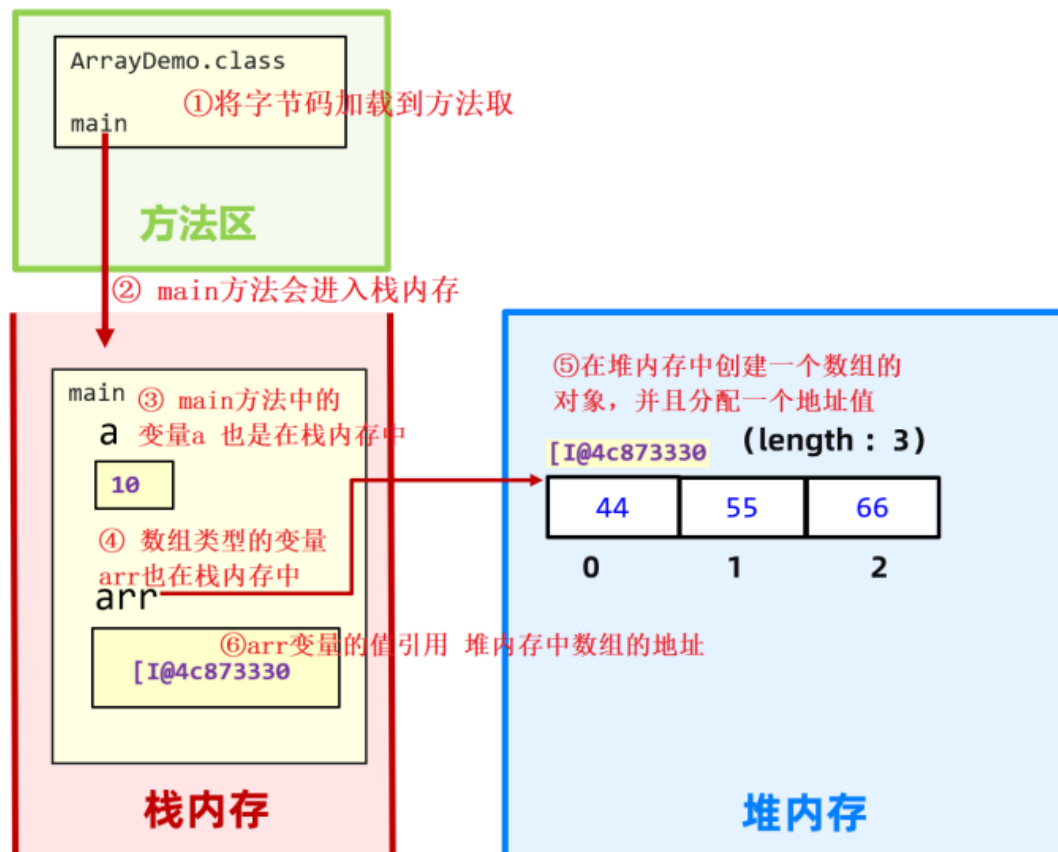 ArrayDemo.class
①将字节码加载到方法取
main
方法区
② main方法会进入栈内存
main ③ main方法中的
a 变量a 也是在栈内存中
10
④ 数组类型的变量
arr也在栈内存中
arr
⑥arr变量的值引用 堆内存中数组的地址
[I@4c873330
栈内存
⑤在堆内存中创建一个数组的
对象，并且分配一个地址值
[I@4c873330 (length : 3)
44 55 66
0 1 2
堆内存